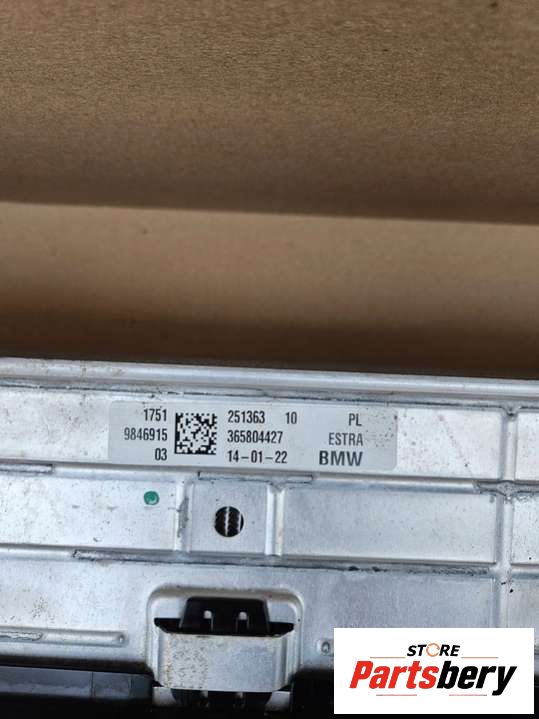 1751 251363 10 PL
9846915 365804427 ESTRA
03 14-01-22 BMW
STORE
Partsbery